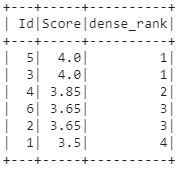 +---+-----+----------+
| Id|Score|dense_rank|
+---+-----+----------+
|  5|  4.0|         1|
|  3|  4.0|         1|
|  4| 3.85|         2|
|  6| 3.65|         3|
|  2| 3.65|         3|
|  1|  3.5|         4|
+---+-----+----------+